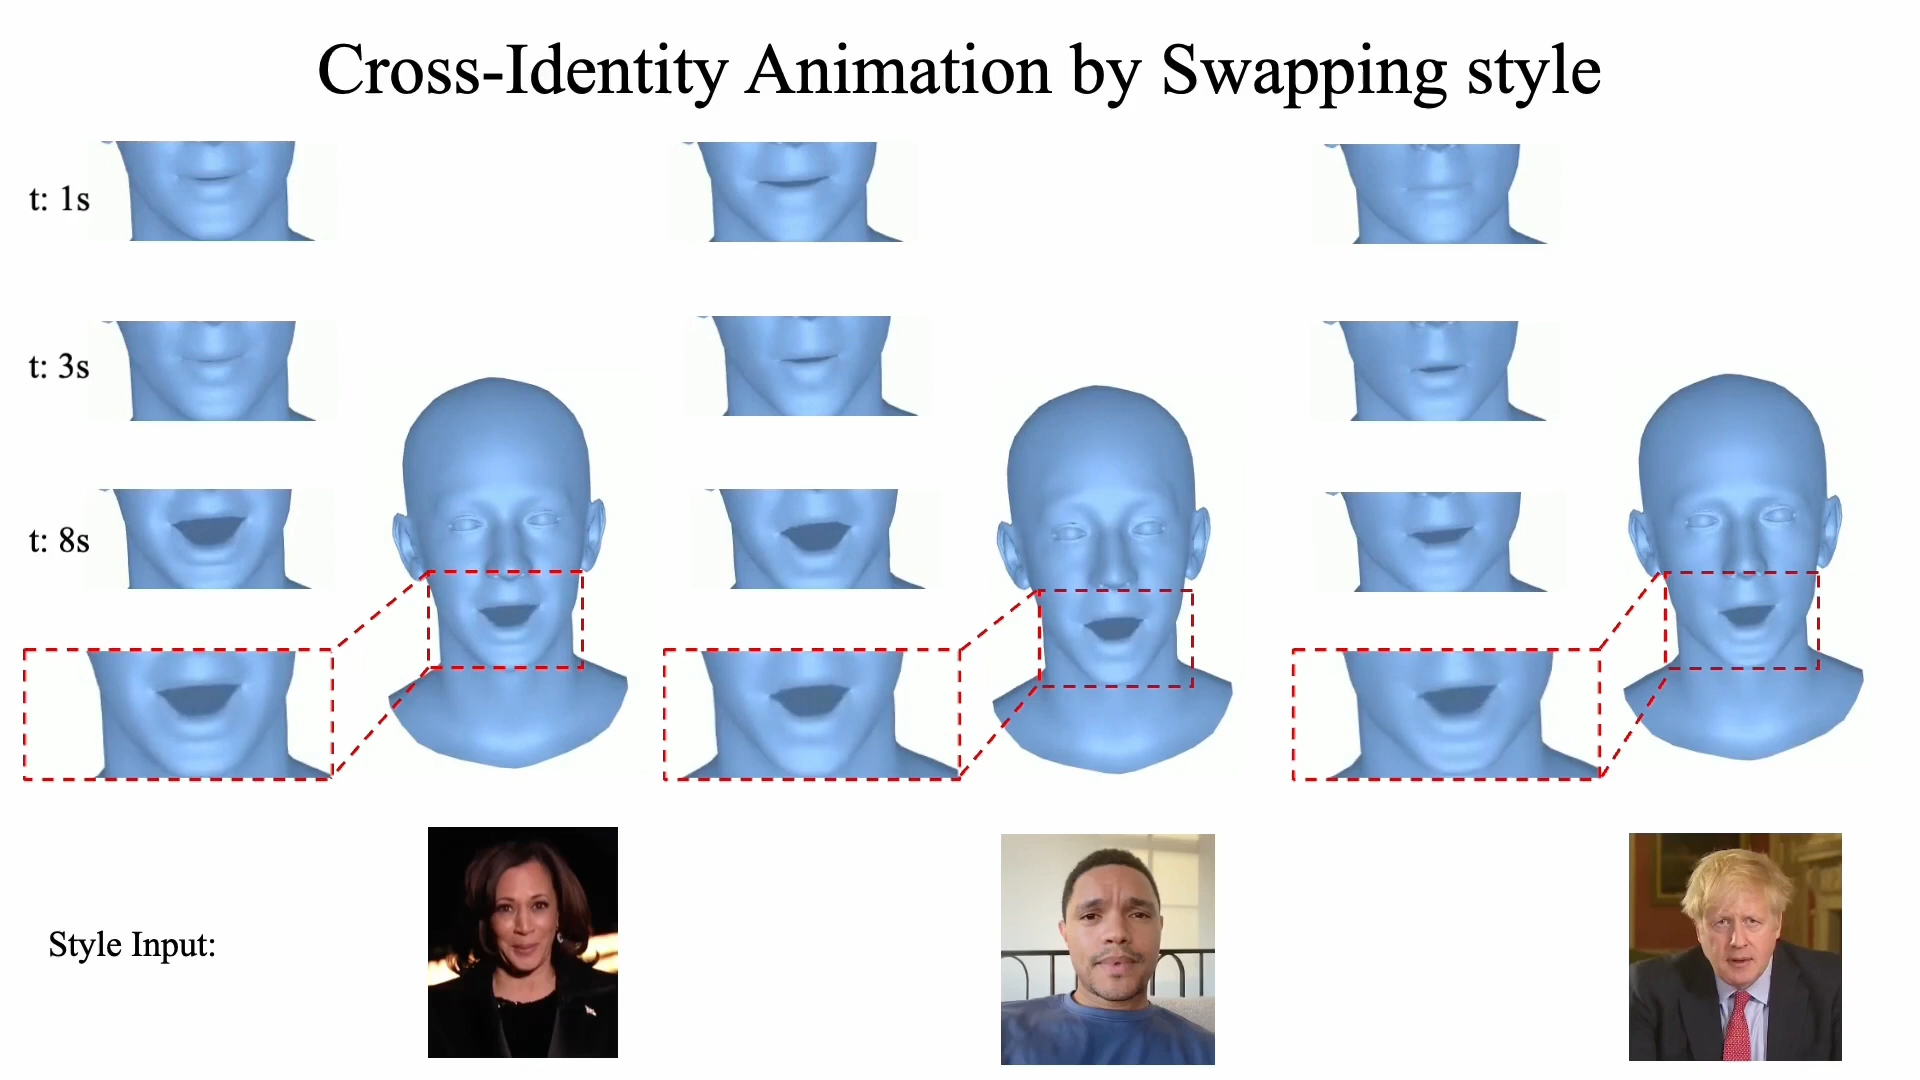 Cross-Identity Animation by Swapping style
t: 1s
t: 3s
t: 8s
Style Input: